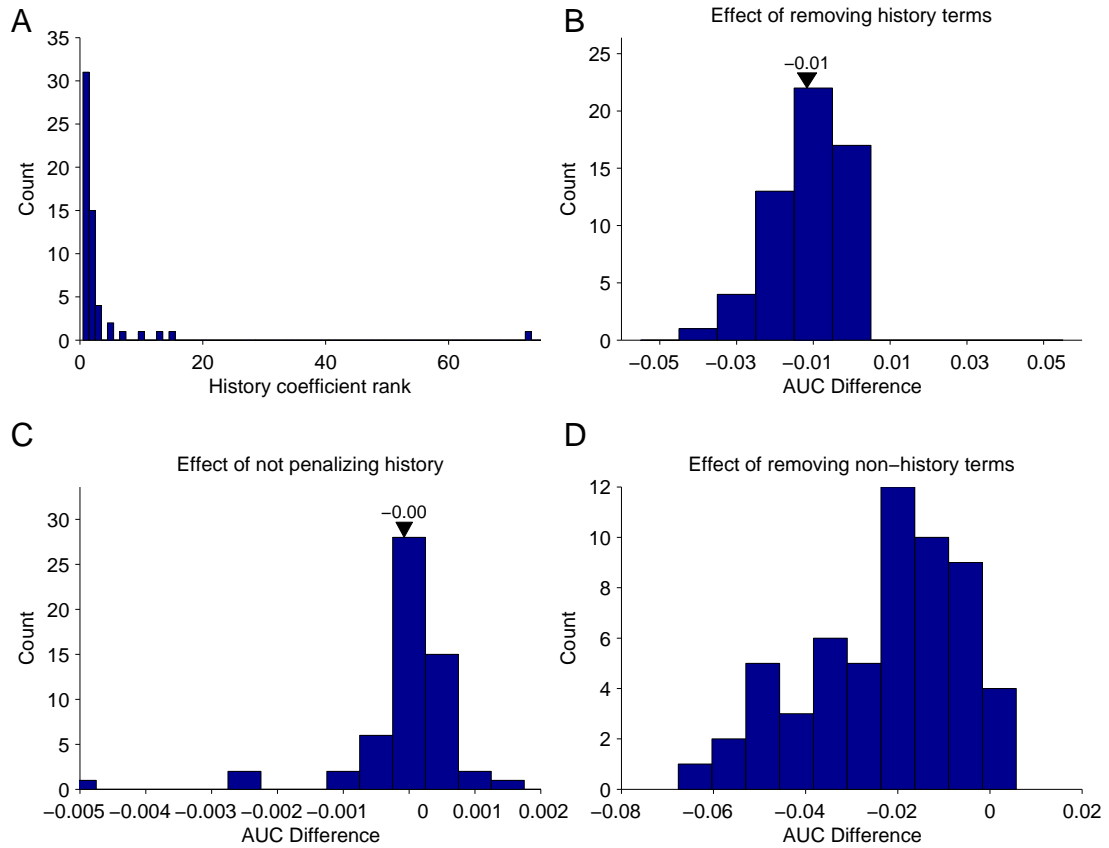 A
35
30
25
20
15
10
5
0
Count
0 20 40 60
History coefficient rank
B
Effect of removing history terms
25
20
15
10
5
0
Count
−0.01
−0.05 −0.03 −0.01 0.01 0.03 0.05
AUC Difference
C
Effect of not penalizing history
30
25
20
15
10
5
0
Count
−0.00
−0.005 −0.004 −0.003 −0.002 −0.001 0 0.001 0.002
AUC Difference
D
Effect of removing non−history terms
12
10
8
6
4
2
0
Count
−0.08 −0.06 −0.04 −0.02 0 0.02
AUC Difference